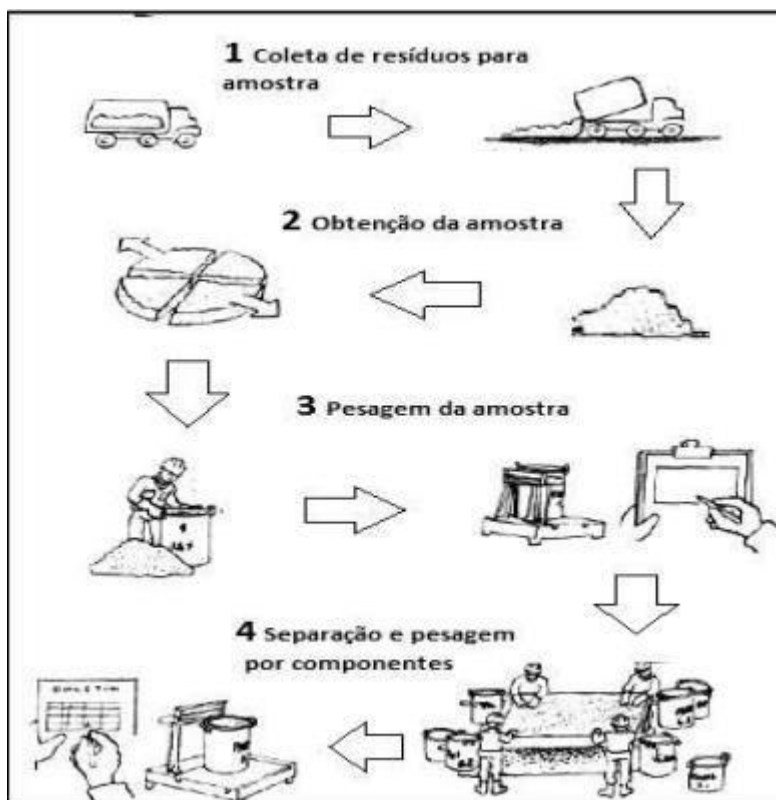 1 Coleta de resíduos para
amostra
2 Obtenção da amostra
3 Pesagem da amostra
4 Separação e pesagem
por componentes
BOLETIN